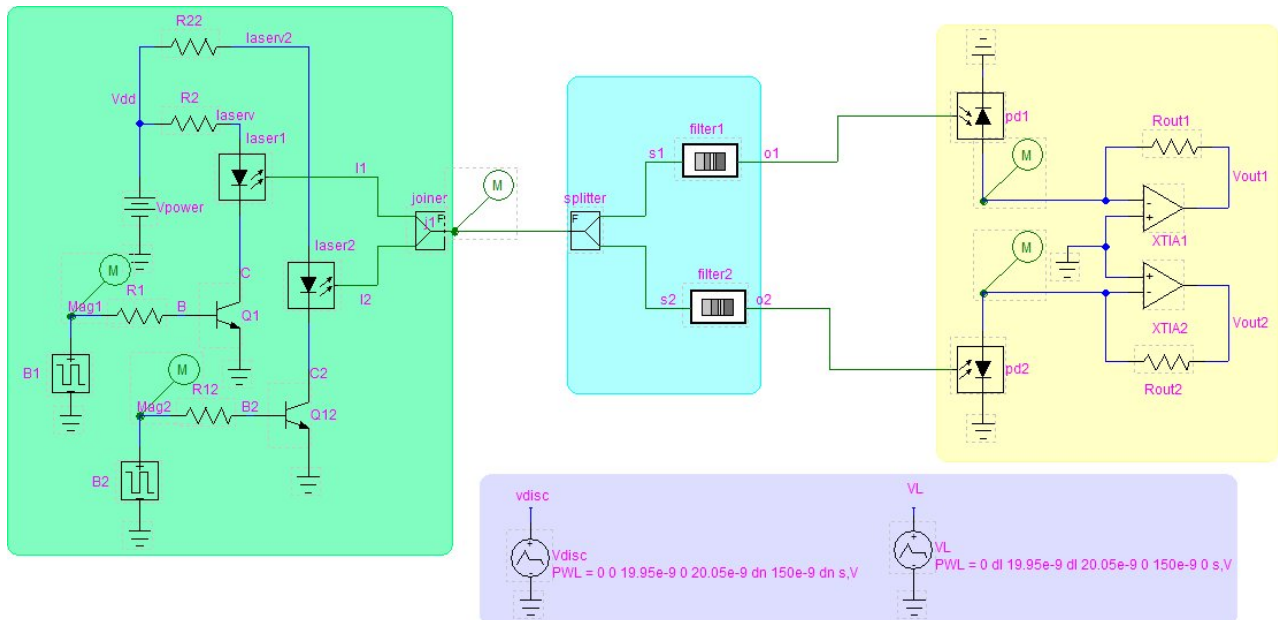 R22
laserv2
Vdd
R2
laserv
laser1
l1
Vpower
joiner
F
j1
M
laser2
l2
C
M
Mag1
R1
B
Q1
B1
M
Mag2
R12
B2
C2
Q12
B2
splitter
F
s1
filter1
o1
s2
filter2
o2
pd1
M
Rout1
Vout1
-
+
XTIA1
M
+
-
XTIA2
Vout2
pd2
Rout2
vdisc
+
-
Vdisc
PWL = 0 0 19.95e-9 0 20.05e-9 dn 150e-9 dn s,V
VL
+
-
VL
PWL = 0 dl 19.95e-9 dl 20.05e-9 0 150e-9 0 s,V